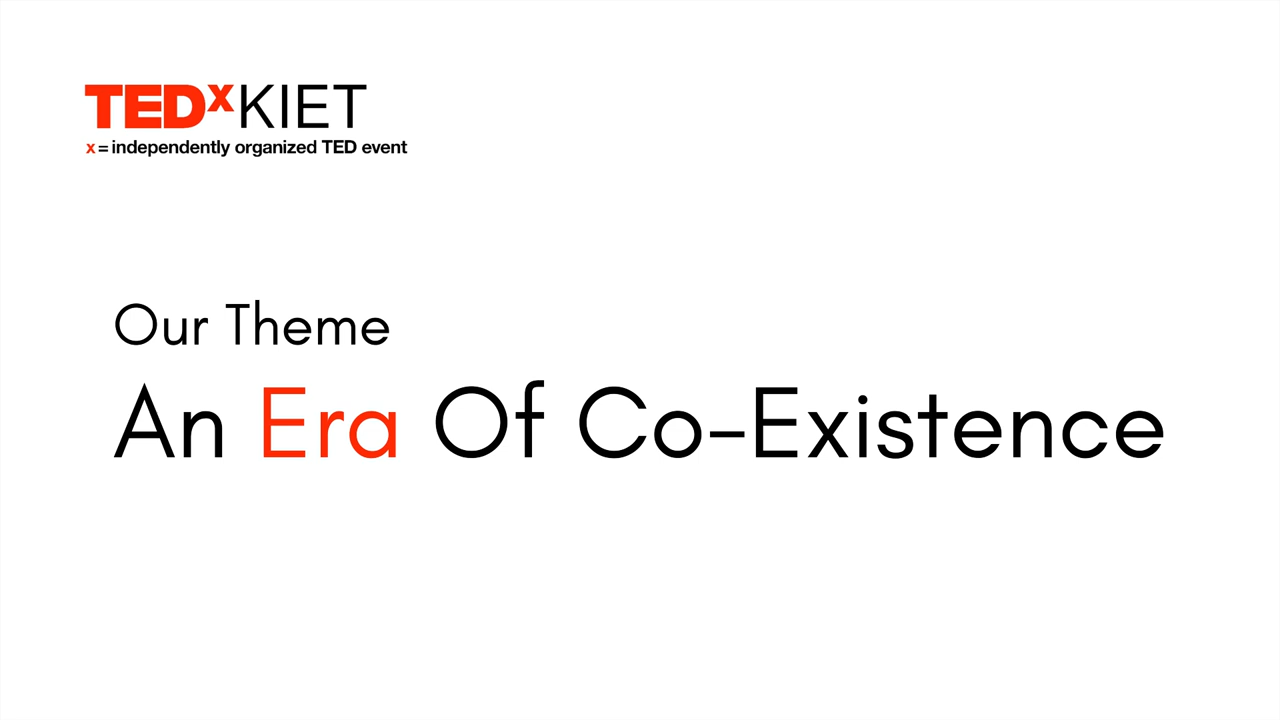 TEDxKIET
x = independently organized TED event
Our Theme
An Era Of Co-Existence